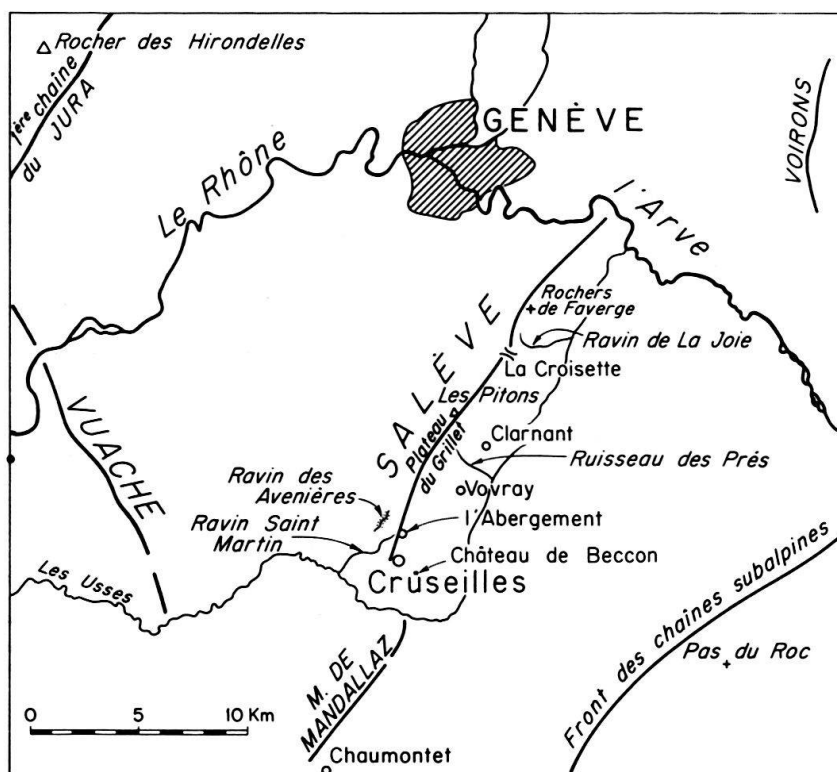 Rocher des Hirondelles
1ère chaîne
du JURA
GENÈVE
VOIRONS
Le Rhône
l'Arve
Rochers
de Faverge
Ravin de La Joie
La Croisette
SALÈVE
Les Pitons
Plateau
du Grillet
Clarnant
Ruisseau des Prés
VUACHE
Ravin des
Avenières
Vovray
Ravin Saint
Martin
l'Abergement
Château de Beccon
Cruseilles
Les Usses
Front des chaînes subalpines
Pas du Roc
M. DE
MANDALLAZ
0 5 10 Km
Chaumontet